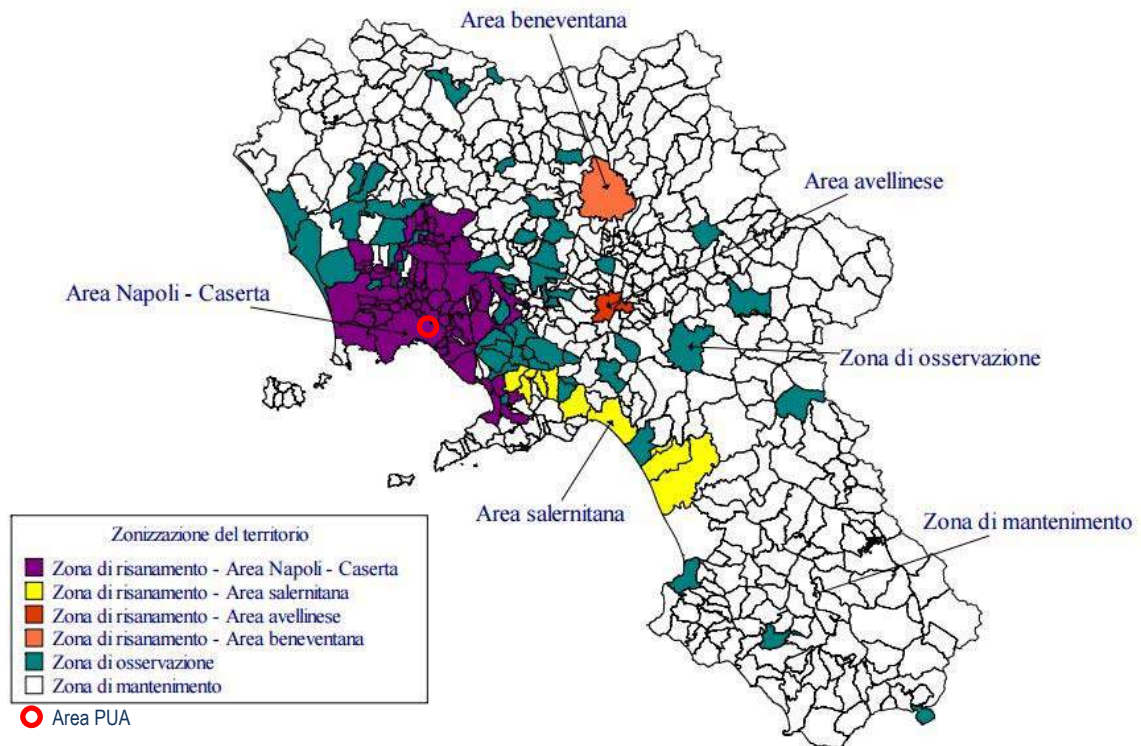 Area beneventana
Area avellinese
Area Napoli - Caserta
Zona di osservazione
Area salernitana
Zona di mantenimento
Zonizzazione del territorio
Zona di risanamento - Area Napoli - Caserta
Zona di risanamento - Area salernitana
Zona di risanamento - Area avellinese
Zona di risanamento - Area beneventana
Zona di osservazione
Zona di mantenimento
Area PUA